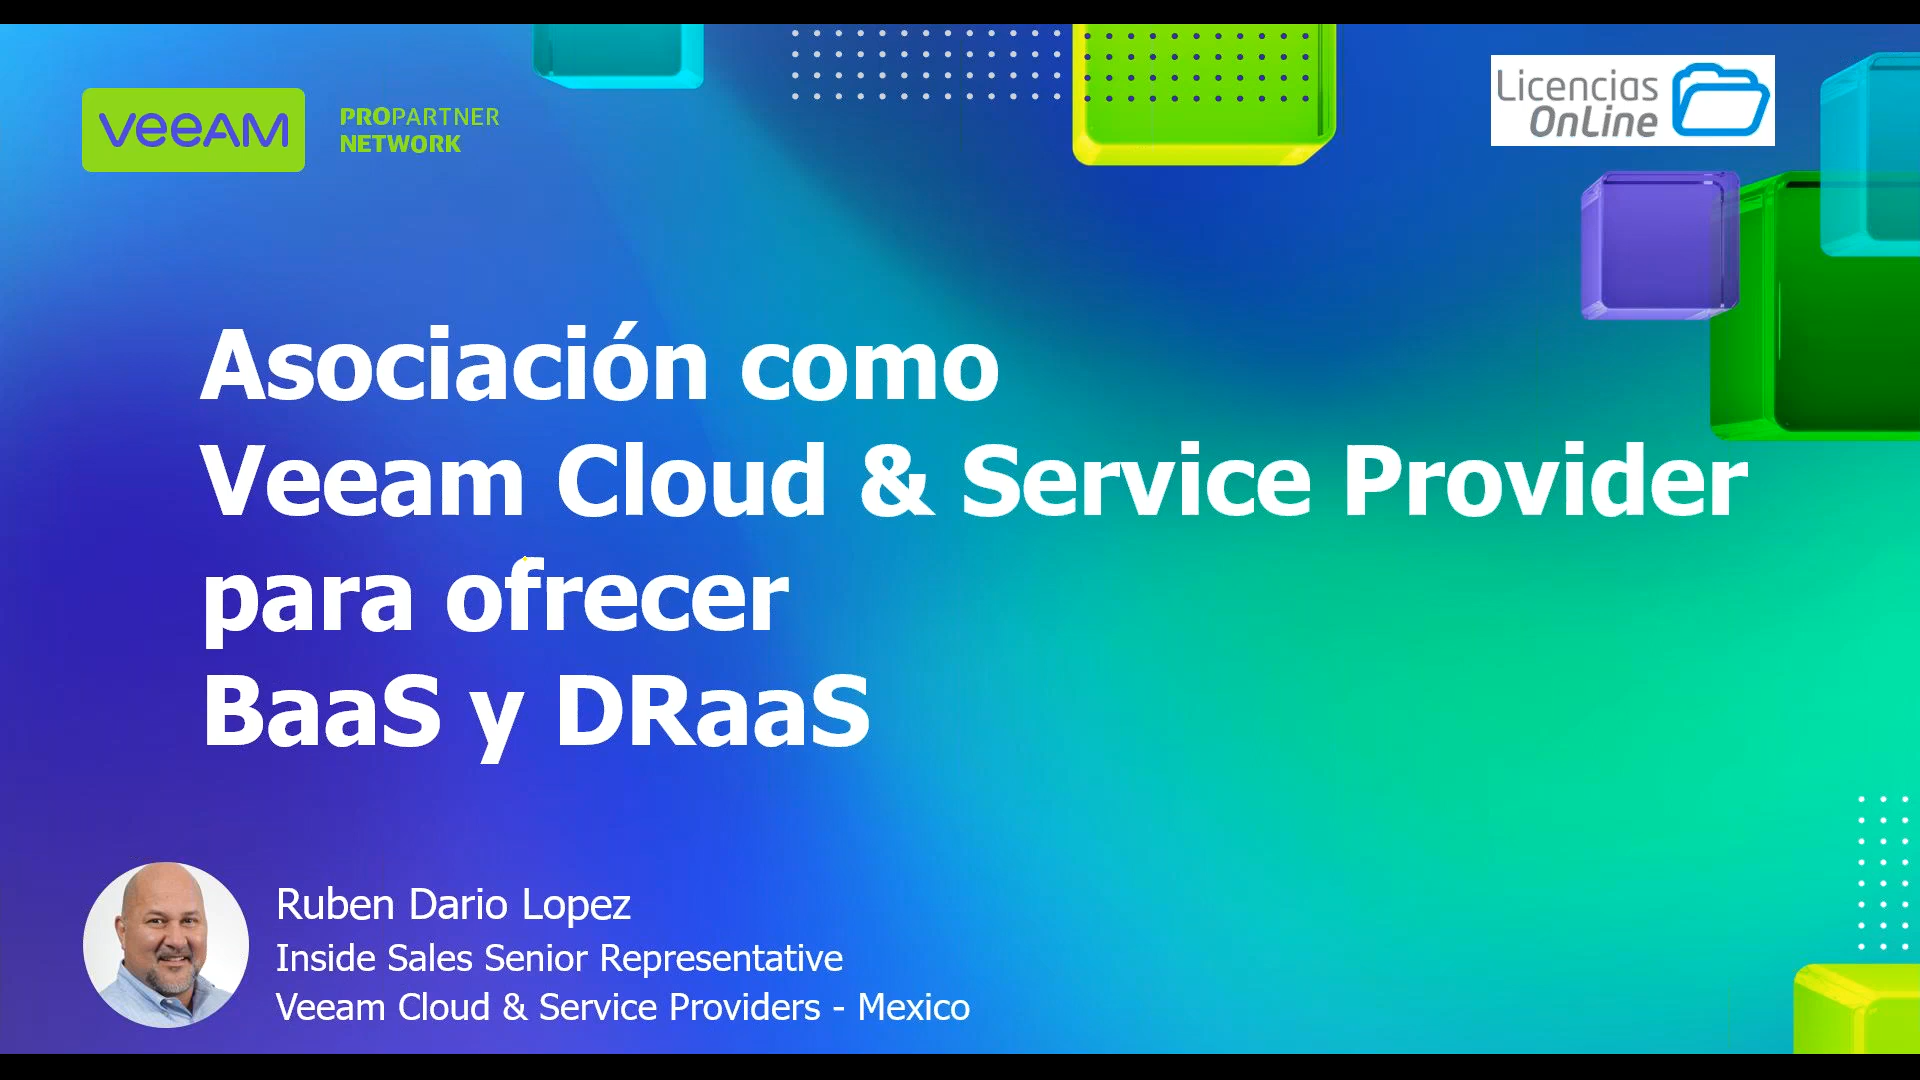 veeAM
PROPARTNER
NETWORK
Licencias
OnLine
Asociación como
Veeam Cloud & Service Provider
para ofrecer
BaaS y DRaaS
Ruben Dario Lopez
Inside Sales Senior Representative
Veeam Cloud & Service Providers - Mexico